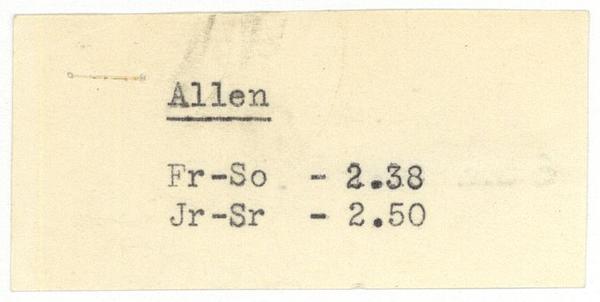 Allen
Fr-So - 2.38
Jr-Sr - 2.50